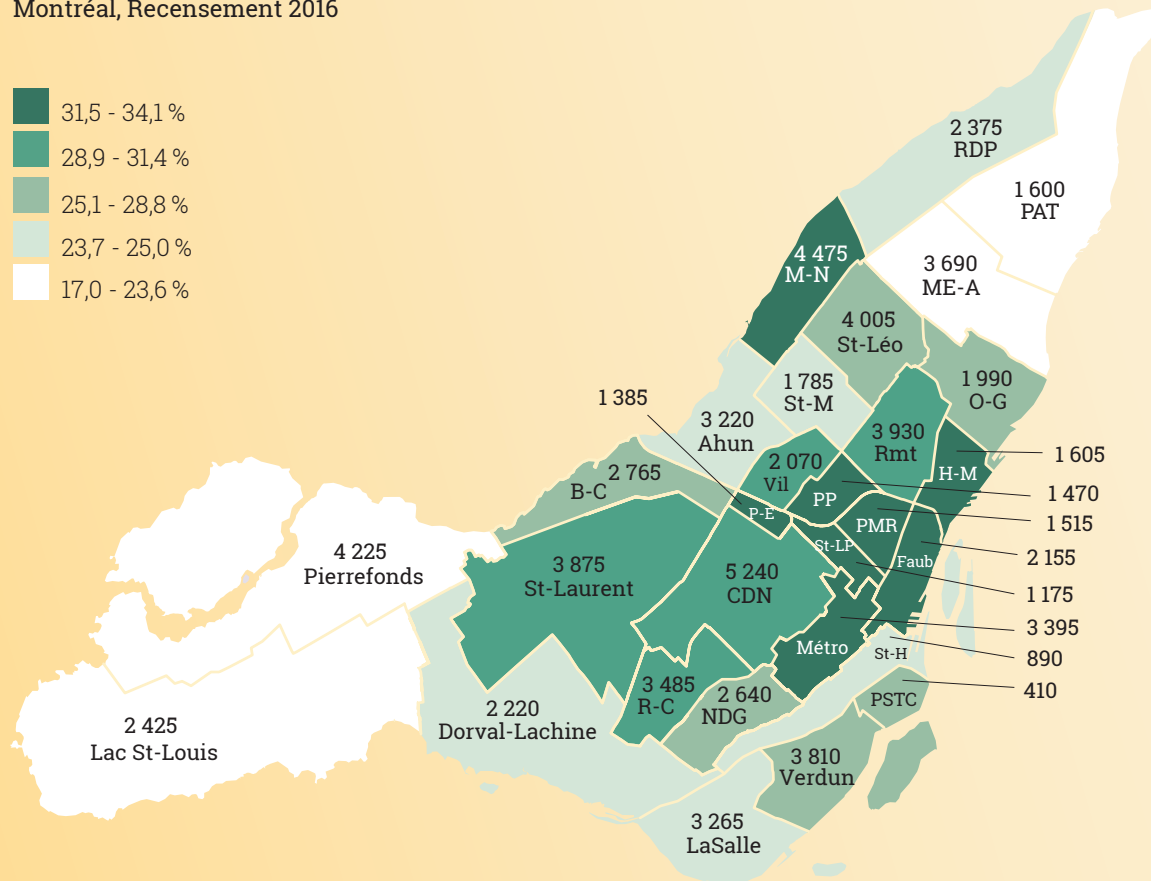 Montréal, Recensement 2016
31,5 - 34,1 %
28,9 - 31,4 %
25,1 - 28,8 %
23,7 - 25,0 %
17,0 - 23,6 %
2 375
RDP
1 600
PAT
4 475
M-N
3 690
ME-A
4 005
St-Léo
1 990
O-G
1 785
St-M
1 385
3 220
Ahun
3 930
Rmt
2 070
Vil
2 765
B-C
H-M
1 605
PP
1 470
P-E
PMR
1 515
St-LP
Faub
2 155
4 225
Pierrefonds
3 875
St-Laurent
5 240
CDN
1 175
3 395
Métro
St-H
890
410
PSTC
3 485
R-C
2 640
NDG
2 220
Dorval-Lachine
2 425
Lac St-Louis
3 810
Verdun
3 265
LaSalle